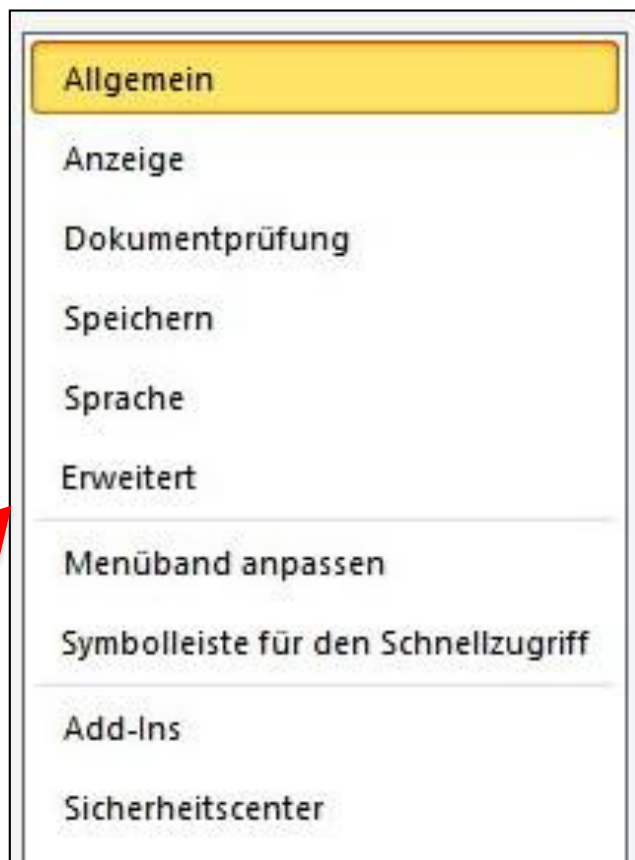 Allgemein
Anzeige
Dokumentprüfung
Speichern
Sprache
Erweitert
Menüband anpassen
Symbolleiste für den Schnellzugriff
Add-Ins
Sicherheitscenter